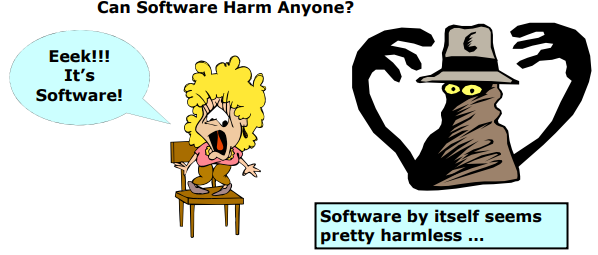 Can Software Harm Anyone?
Eeek!!!
It's
Software!
Software by itself seems
pretty harmless ...